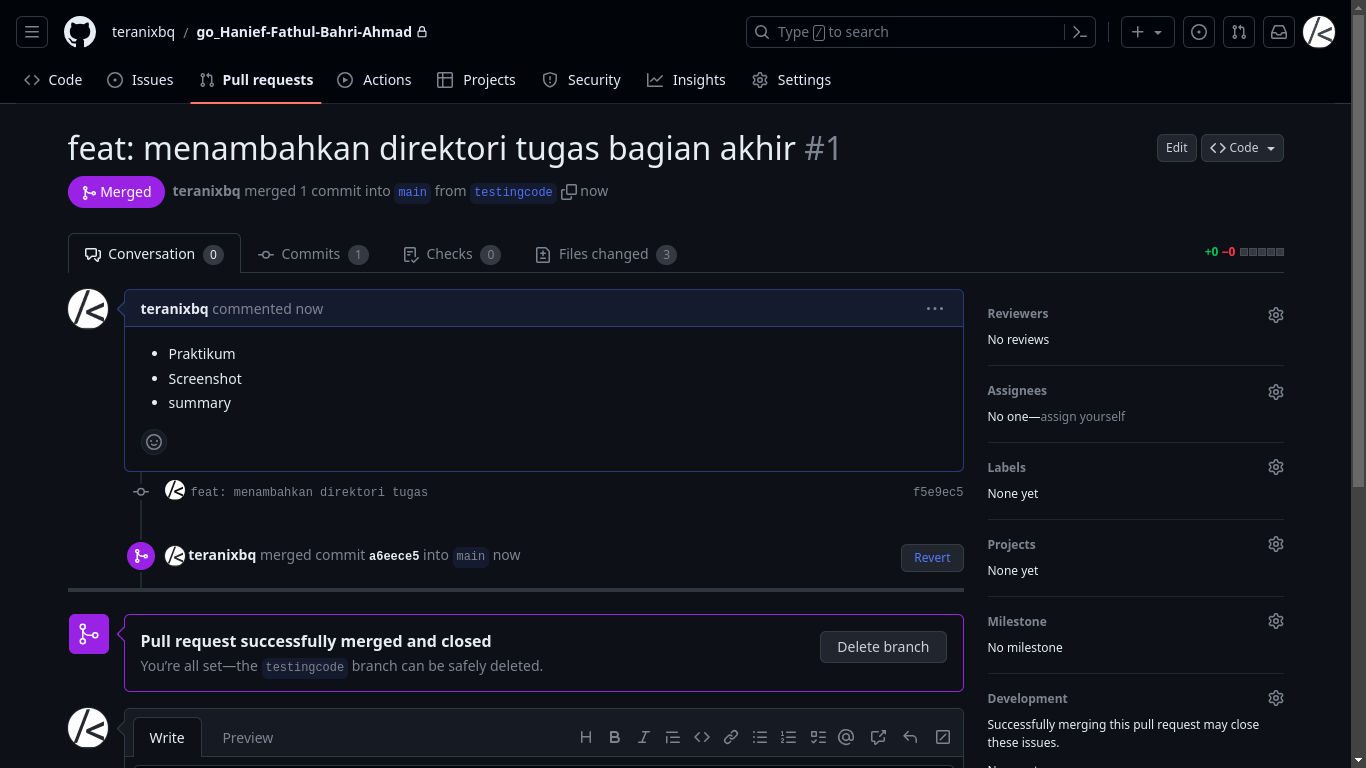 teranixbq / go_Hanief-Fathul-Bahri-Ahmad
Type / to search
Code Issues Pull requests Actions Projects Security Insights Settings
feat: menambahkan direktori tugas bagian akhir #1
Edit
Code
Merged teranixbq merged 1 commit into main from testingcode now
Conversation 0 Commits 1 Checks 0 Files changed 3
+0 −0
teranixbq commented now
Praktikum
Screenshot
summary
feat: menambahkan direktori tugas f5e9ec5
teranixbq merged commit a6eece5 into main now
Revert
Pull request successfully merged and closed
You’re all set—the testingcode branch can be safely deleted.
Delete branch
Write Preview
Reviewers
No reviews
Assignees
No one—assign yourself
Labels
None yet
Projects
None yet
Milestone
No milestone
Development
Successfully merging this pull request may close
these issues.